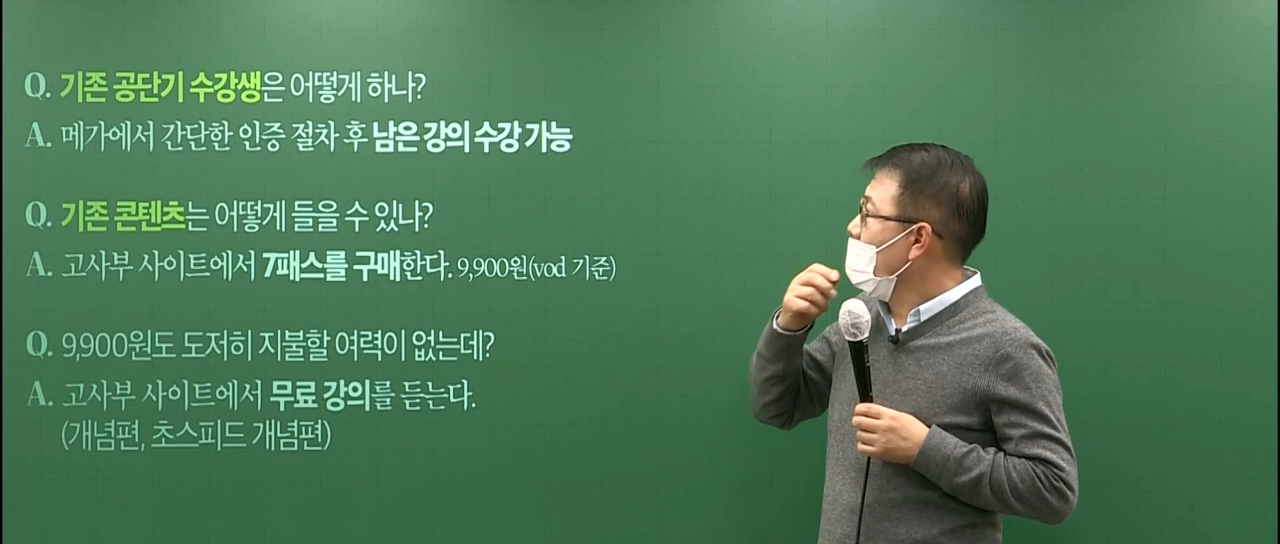 Q. 기존 공단기 수강생은 어떻게 하나?
A. 메가에서 간단한 인증 절차 후 남은 강의 수강 가능
Q. 기존 콘텐츠는 어떻게 들을 수 있나?
A. 고사부 사이트에서 7패스를 구매한다. 9,900원(vod 기준)
Q. 9,900원도 도저히 지불할 여력이 없는데?
A. 고사부 사이트에서 무료 강의를 듣는다.
(개념편, 초스피드 개념편)